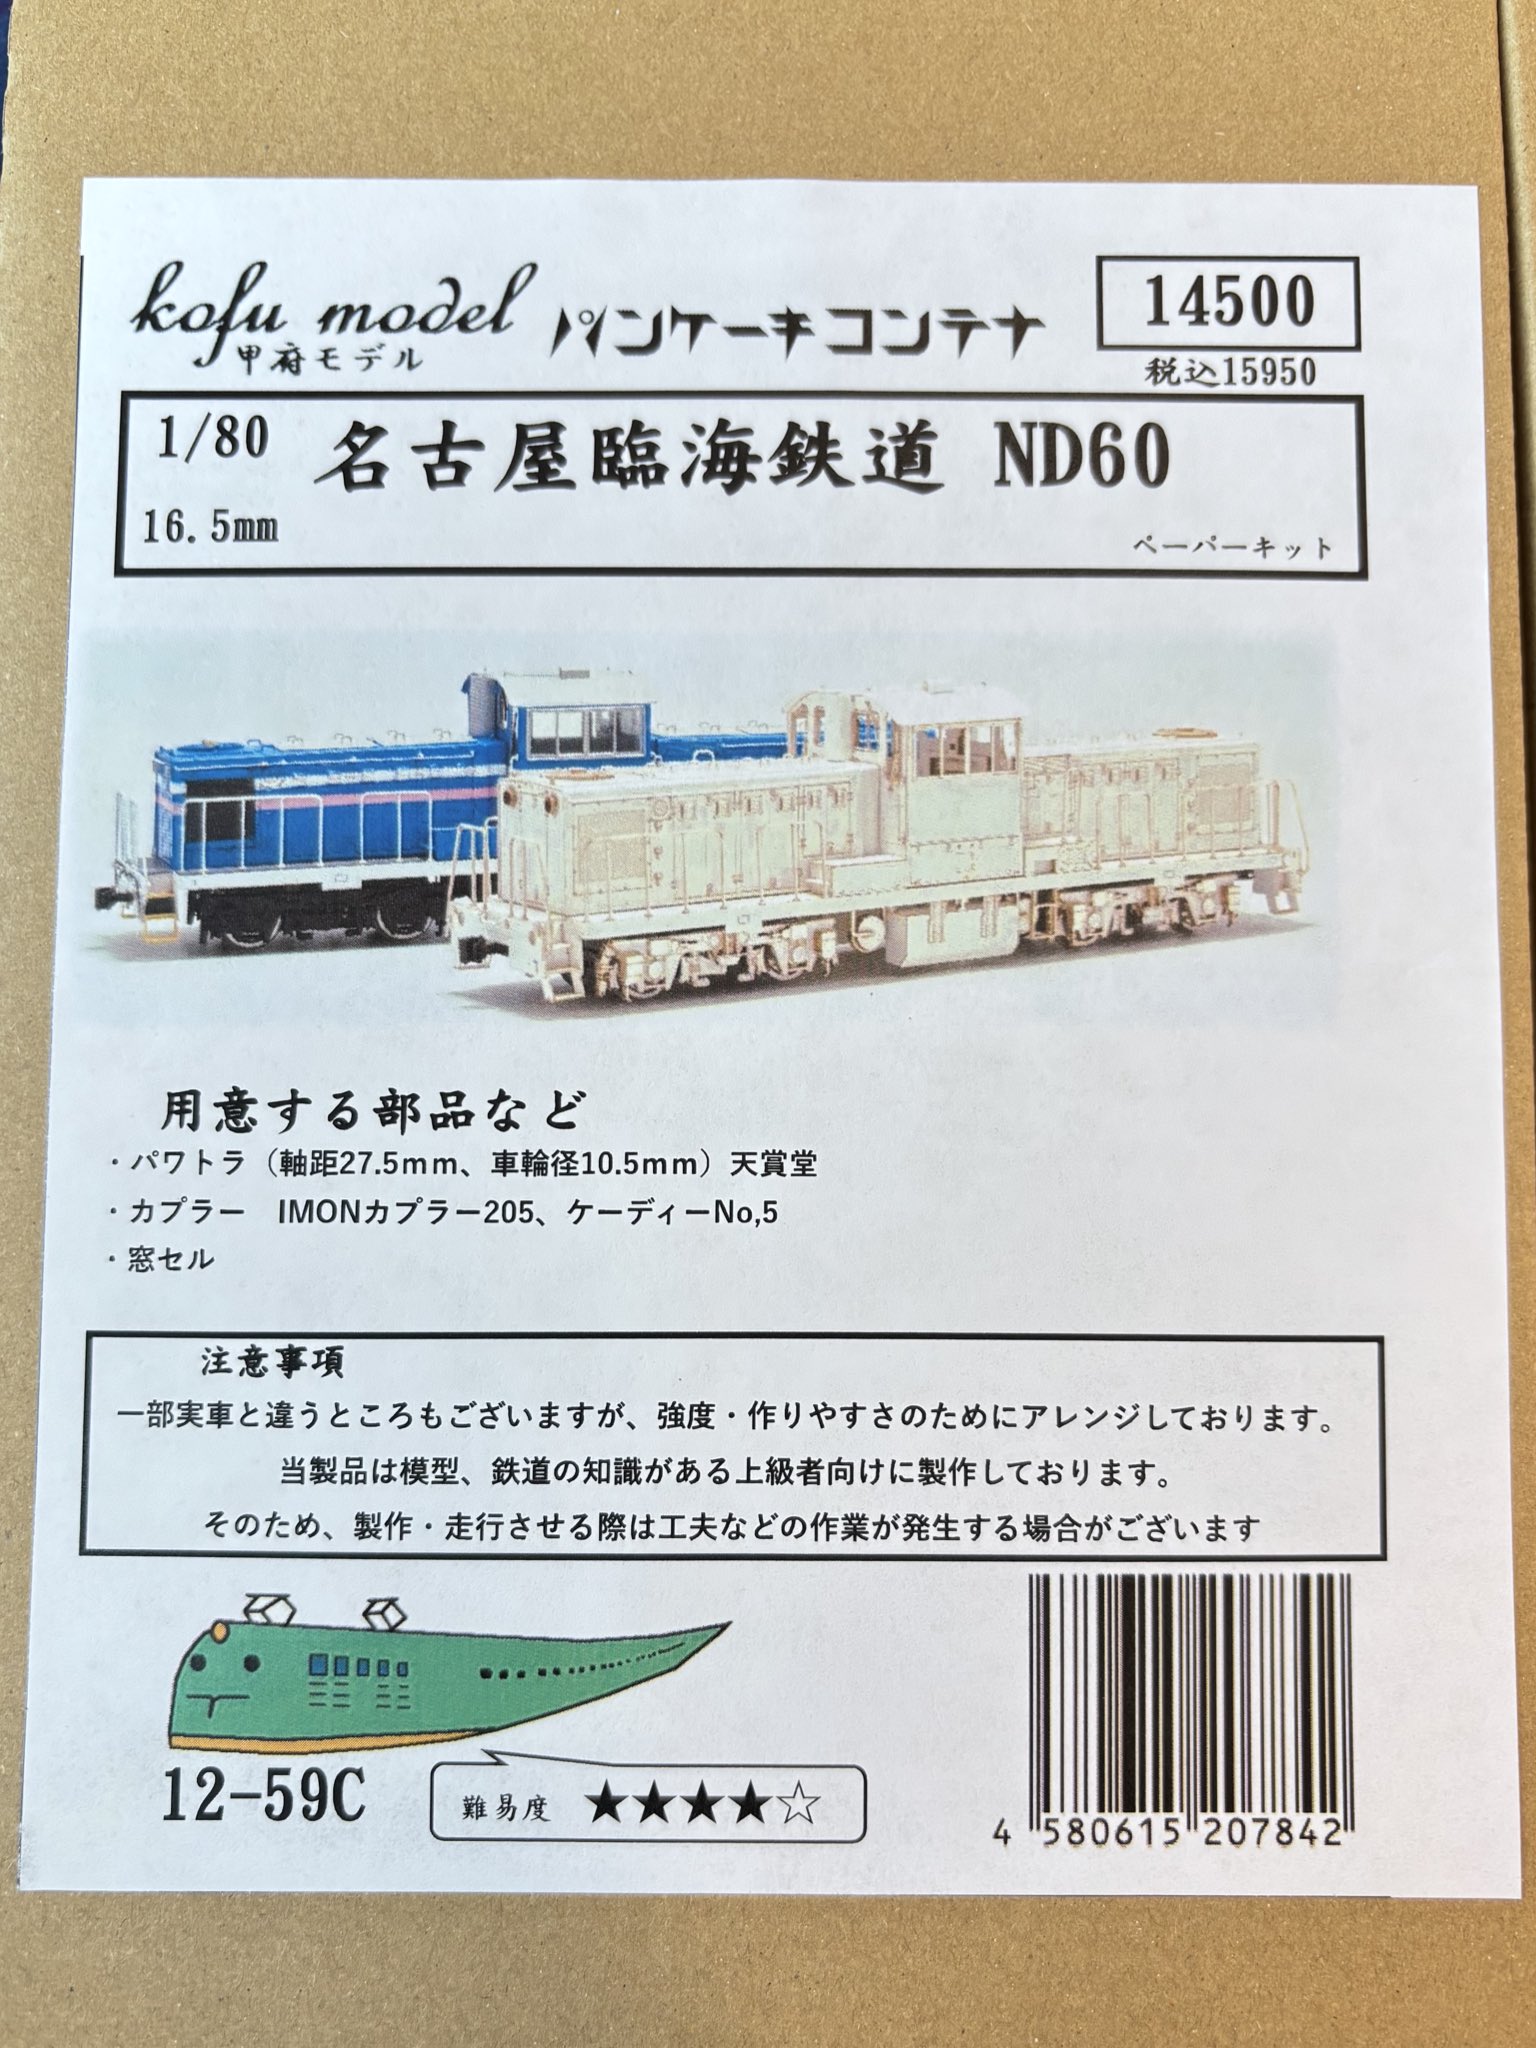 kofu model
甲府モデル
パンケーキコンテナ
14500
税込15950
1/80
名古屋臨海鉄道 ND60
16.5mm
ペーパーキット
用意する部品など
・パワトラ（軸距27.5mm、車輪径10.5mm）天賞堂
・カプラー　IMONカプラー205、ケーディーNo,5
・窓セル
注意事項
一部実車と違うところもございますが、強度・作りやすさのためにアレンジしております。
当製品は模型、鉄道の知識がある上級者向けに製作しております。
そのため、製作・走行させる際は工夫などの作業が発生する場合がございます
12-59C
難易度 ★★★★☆
4 580615 207842